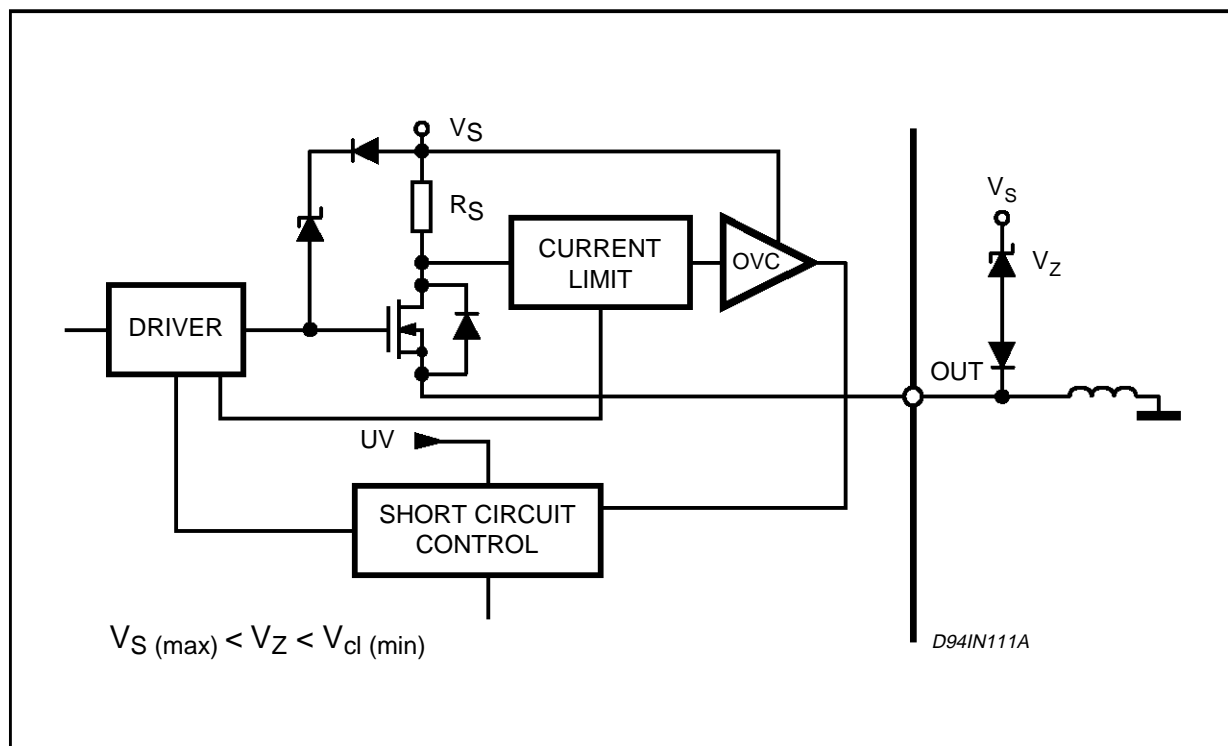 VS
RS
VS
CURRENT
LIMIT
OVC
VZ
DRIVER
OUT
UV
SHORT CIRCUIT
CONTROL
VS (max) < VZ < Vcl (min)
D94IN111A